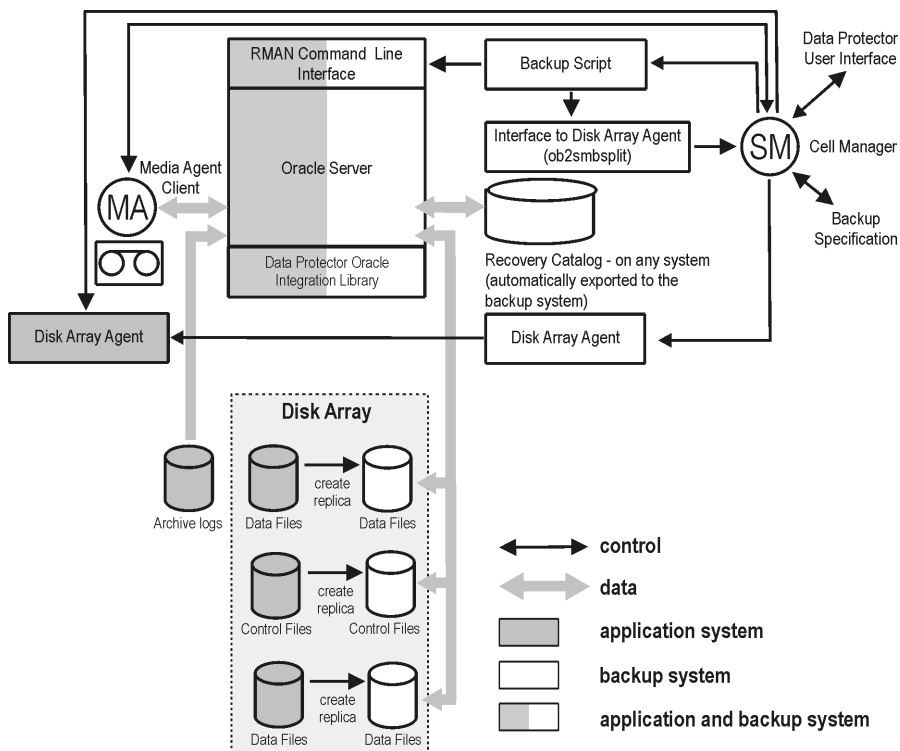 RMAN Command Line
Interface
Backup Script
Data Protector
User Interface
Interface to Disk Array Agent
(ob2smbsplit)
SM
Cell Manager
Media Agent
Client
MA
Oracle Server
Backup
Specification
Data Protector Oracle
Integration Library
Recovery Catalog - on any system
(automatically exported to the
backup system)
Disk Array Agent
Disk Array Agent
Disk Array
create
replica
Archive logs
Data Files
Data Files
create
replica
Control Files
Control Files
create
replica
Data Files
Data Files
control
data
application system
backup system
application and backup system